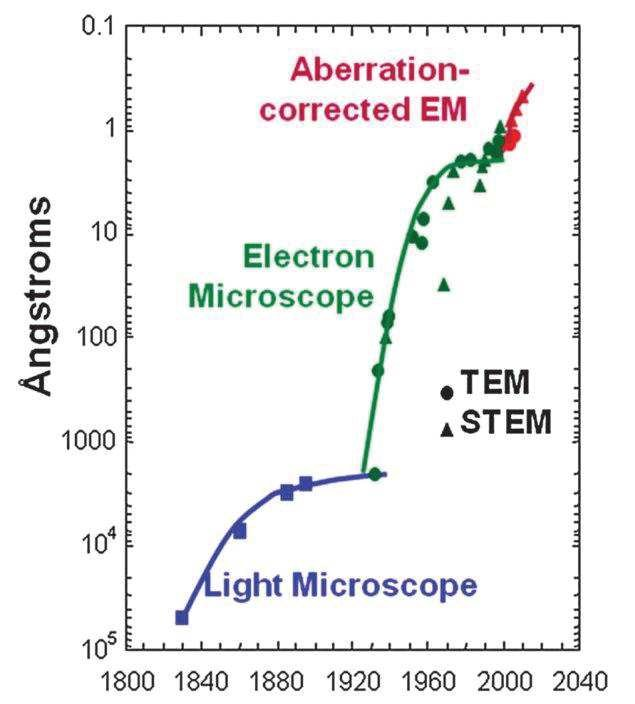 0.1
Aberration-
corrected EM
1
Ångstroms
10
Electron
Microscope
100
TEM
STEM
1000
10⁴
Light Microscope
10⁵
1800 1840 1880 1920 1960 2000 2040